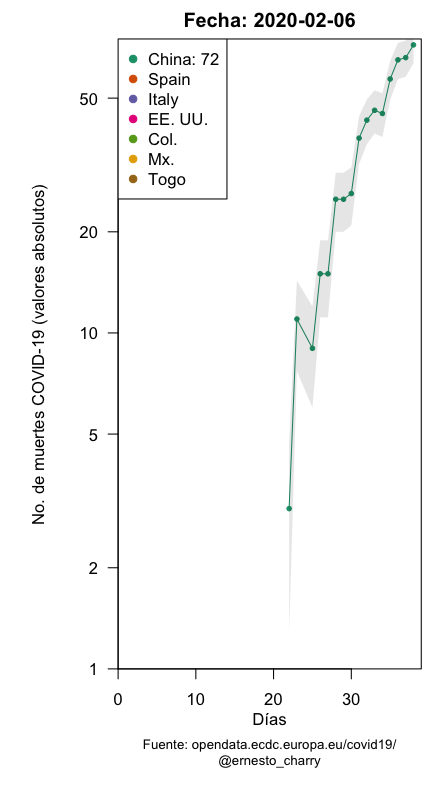 Fecha: 2020-02-06
China: 72
Spain
Italy
EE. UU.
Col.
Mx.
Togo
No. de muertes COVID-19 (valores absolutos)
50
20
10
5
2
1
0 10 20 30
Días
Fuente: opendata.ecdc.europa.eu/covid19/
@ernesto_charry